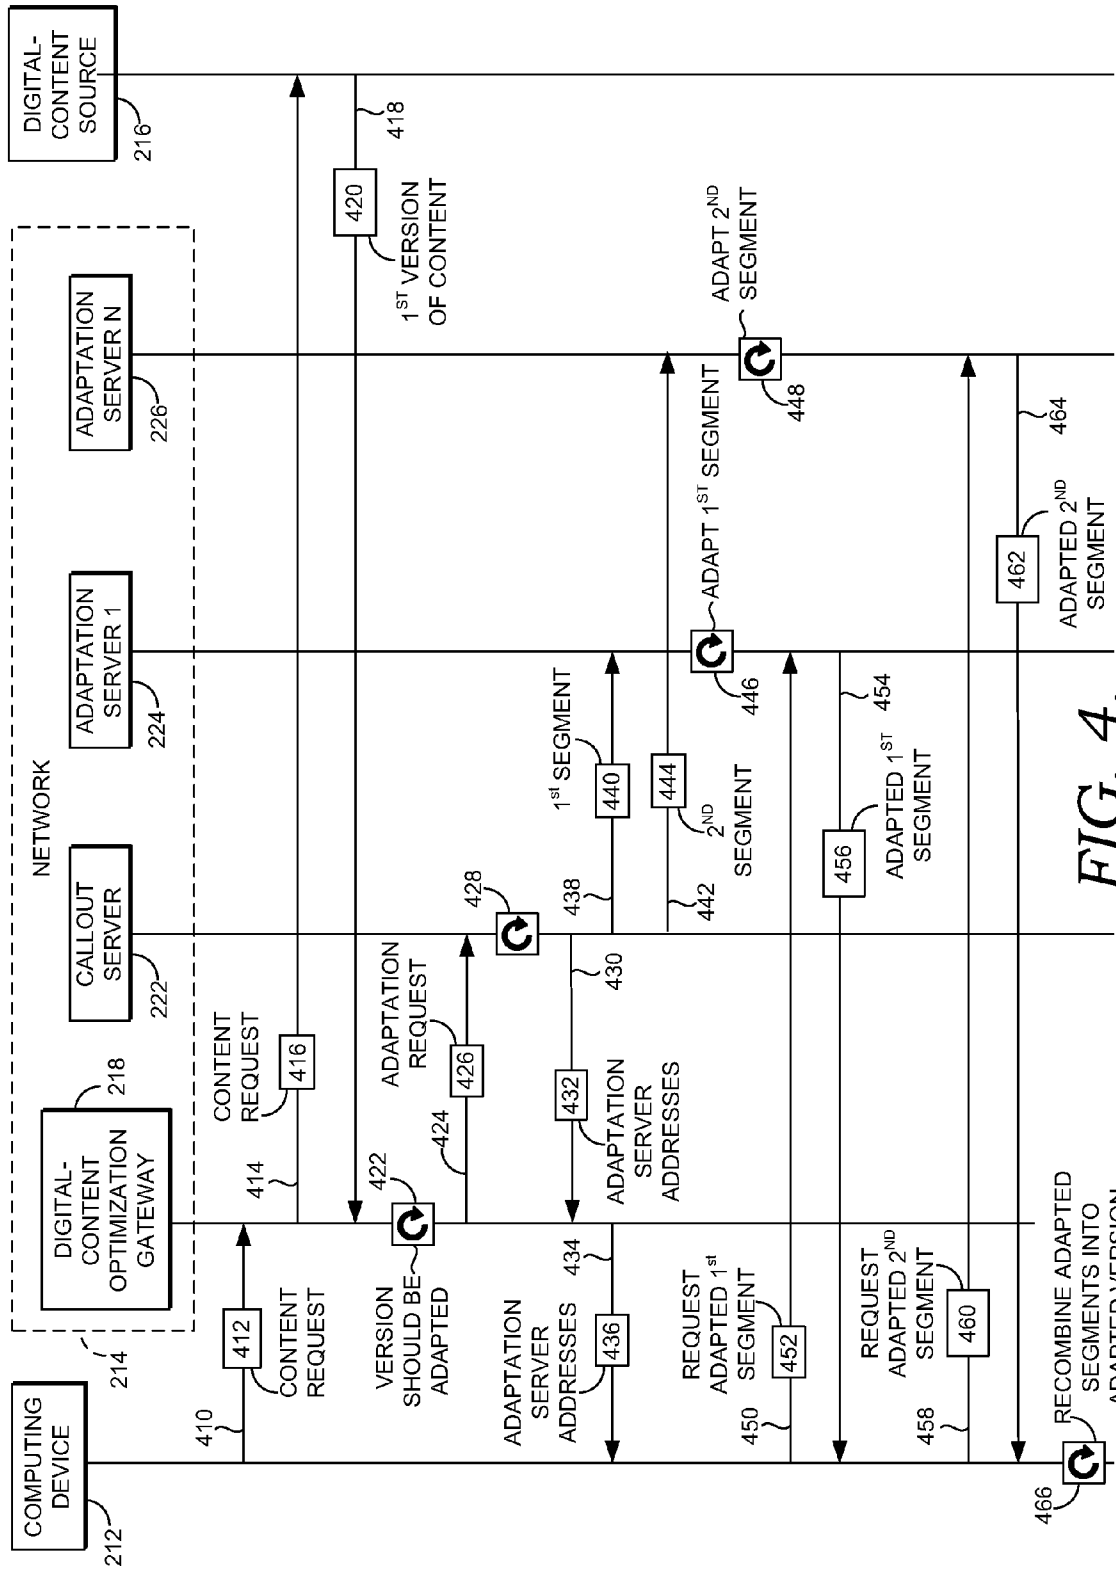 COMPUTING
DEVICE
212
214
NETWORK
DIGITAL-
CONTENT
OPTIMIZATION
GATEWAY
218
CALLOUT
SERVER
222
ADAPTATION
SERVER 1
224
ADAPTATION
SERVER N
226
DIGITAL-
CONTENT
SOURCE
216
410
412
CONTENT
REQUEST
414
CONTENT
REQUEST
416
418
420
1ST VERSION
OF CONTENT
422
VERSION
SHOULD BE
ADAPTED
424
ADAPTATION
REQUEST
426
428
430
432
ADAPTATION
SERVER
ADDRESSES
434
ADAPTATION
SERVER
ADDRESSES
436
438
1st SEGMENT
440
442
444
2ND
SEGMENT
446
ADAPT 1ST SEGMENT
448
ADAPT 2ND
SEGMENT
450
REQUEST
ADAPTED 1st
SEGMENT
452
454
456
ADAPTED 1ST
SEGMENT
458
REQUEST
ADAPTED 2ND
SEGMENT
460
462
464
ADAPTED 2ND
SEGMENT
466
RECOMBINE ADAPTED
SEGMENTS INTO
ADAPTED VERSION
FIG. 4.